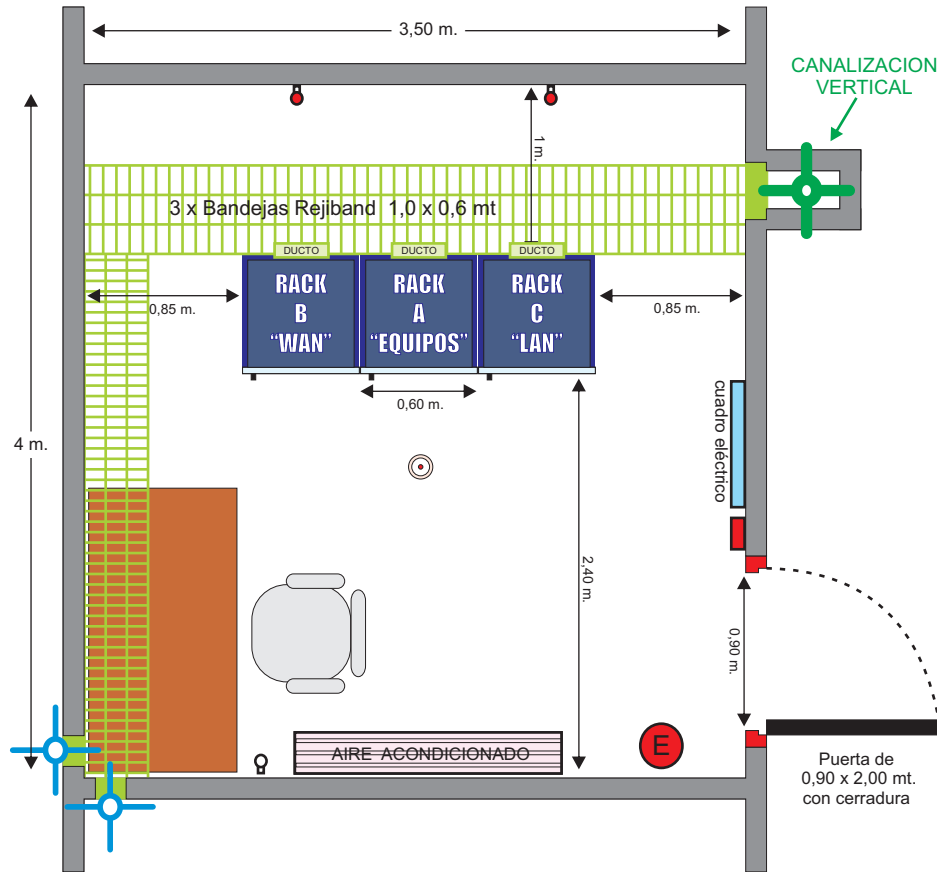 3,50 m.
CANALIZACION
VERTICAL
1 m.
3 x Bandejas Rejiband 1,0 x 0,6 mt
DUCTO
DUCTO
DUCTO
RACK
B
“WAN”
RACK
A
“EQUIPOS”
RACK
C
“LAN”
0,85 m.
0,85 m.
0,60 m.
4 m.
cuadro eléctrico
2,40 m.
0,90 m.
AIRE ACONDICIONADO
E
Puerta de
0,90 x 2,00 mt.
con cerradura